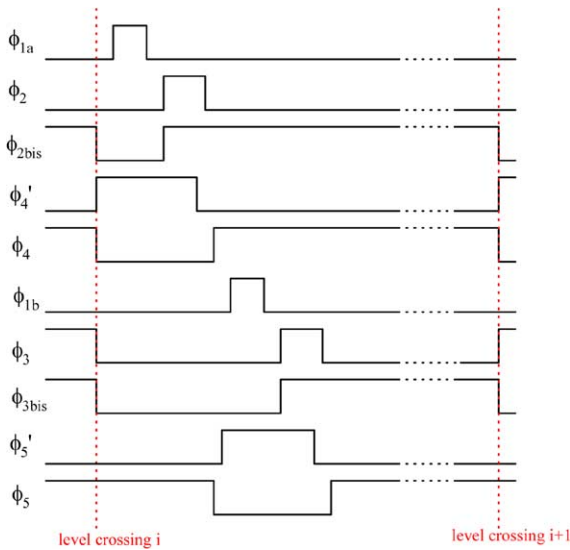 ϕ1a
ϕ2
ϕ2bis
ϕ4'
ϕ4
ϕ1b
ϕ3
ϕ3bis
ϕ5'
ϕ5
level crossing i
level crossing i+1